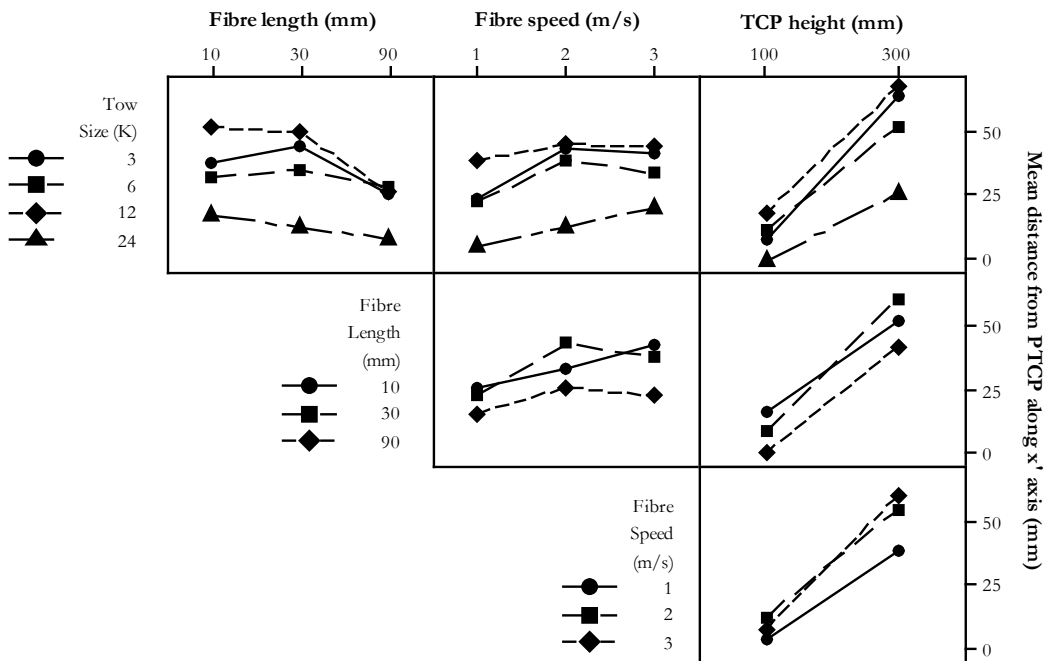 Fibre length (mm) Fibre speed (m/s) TCP height (mm)
10 30 90 1 2 3 100 300
Tow
Size (K)
3
6
12
24
50
25
0
Fibre
Length
(mm)
10
30
90
50
25
0
Fibre
Speed
(m/s)
1
2
3
50
25
0
Mean distance from PTCP along x' axis (mm)